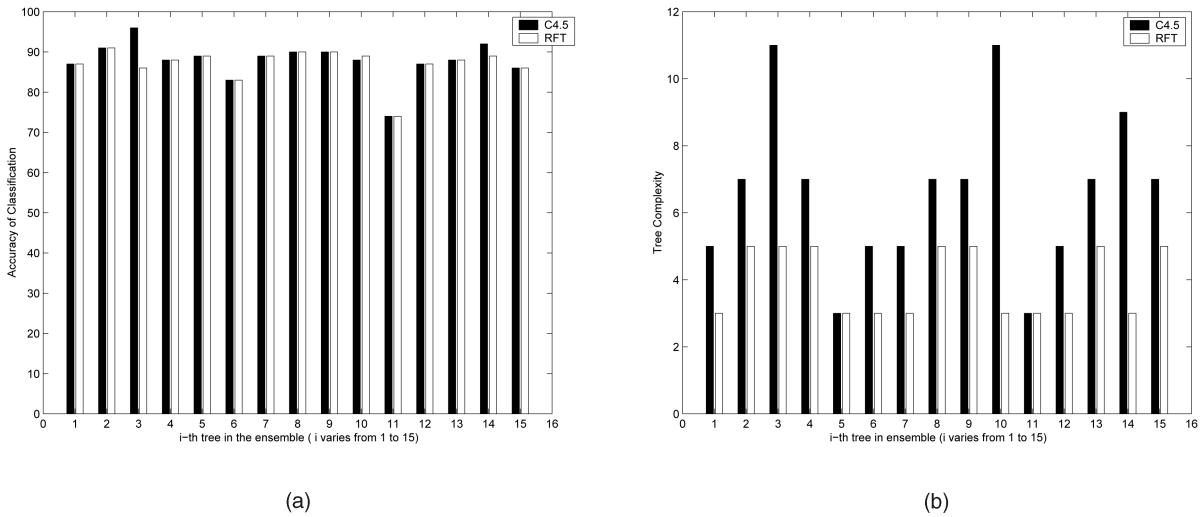 100
90
80
70
60
50
40
30
20
10
0
Accuracy of Classification
C4.5
RFT
0 1 2 3 4 5 6 7 8 9 10 11 12 13 14 15 16
i−th tree in the ensemble ( i varies from 1 to 15)
(a)
12
10
8
6
4
2
0
Tree Complexity
C4.5
RFT
0 1 2 3 4 5 6 7 8 9 10 11 12 13 14 15 16
i−th tree in ensemble (i varies from 1 to 15)
(b)